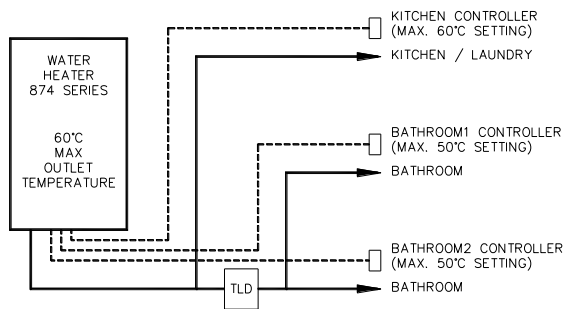 WATER
HEATER
874 SERIES
60°C
MAX
OUTLET
TEMPERATURE
KITCHEN CONTROLLER
(MAX. 60°C SETTING)
KITCHEN / LAUNDRY
BATHROOM1 CONTROLLER
(MAX. 50°C SETTING)
BATHROOM
BATHROOM2 CONTROLLER
(MAX. 50°C SETTING)
TLD
BATHROOM